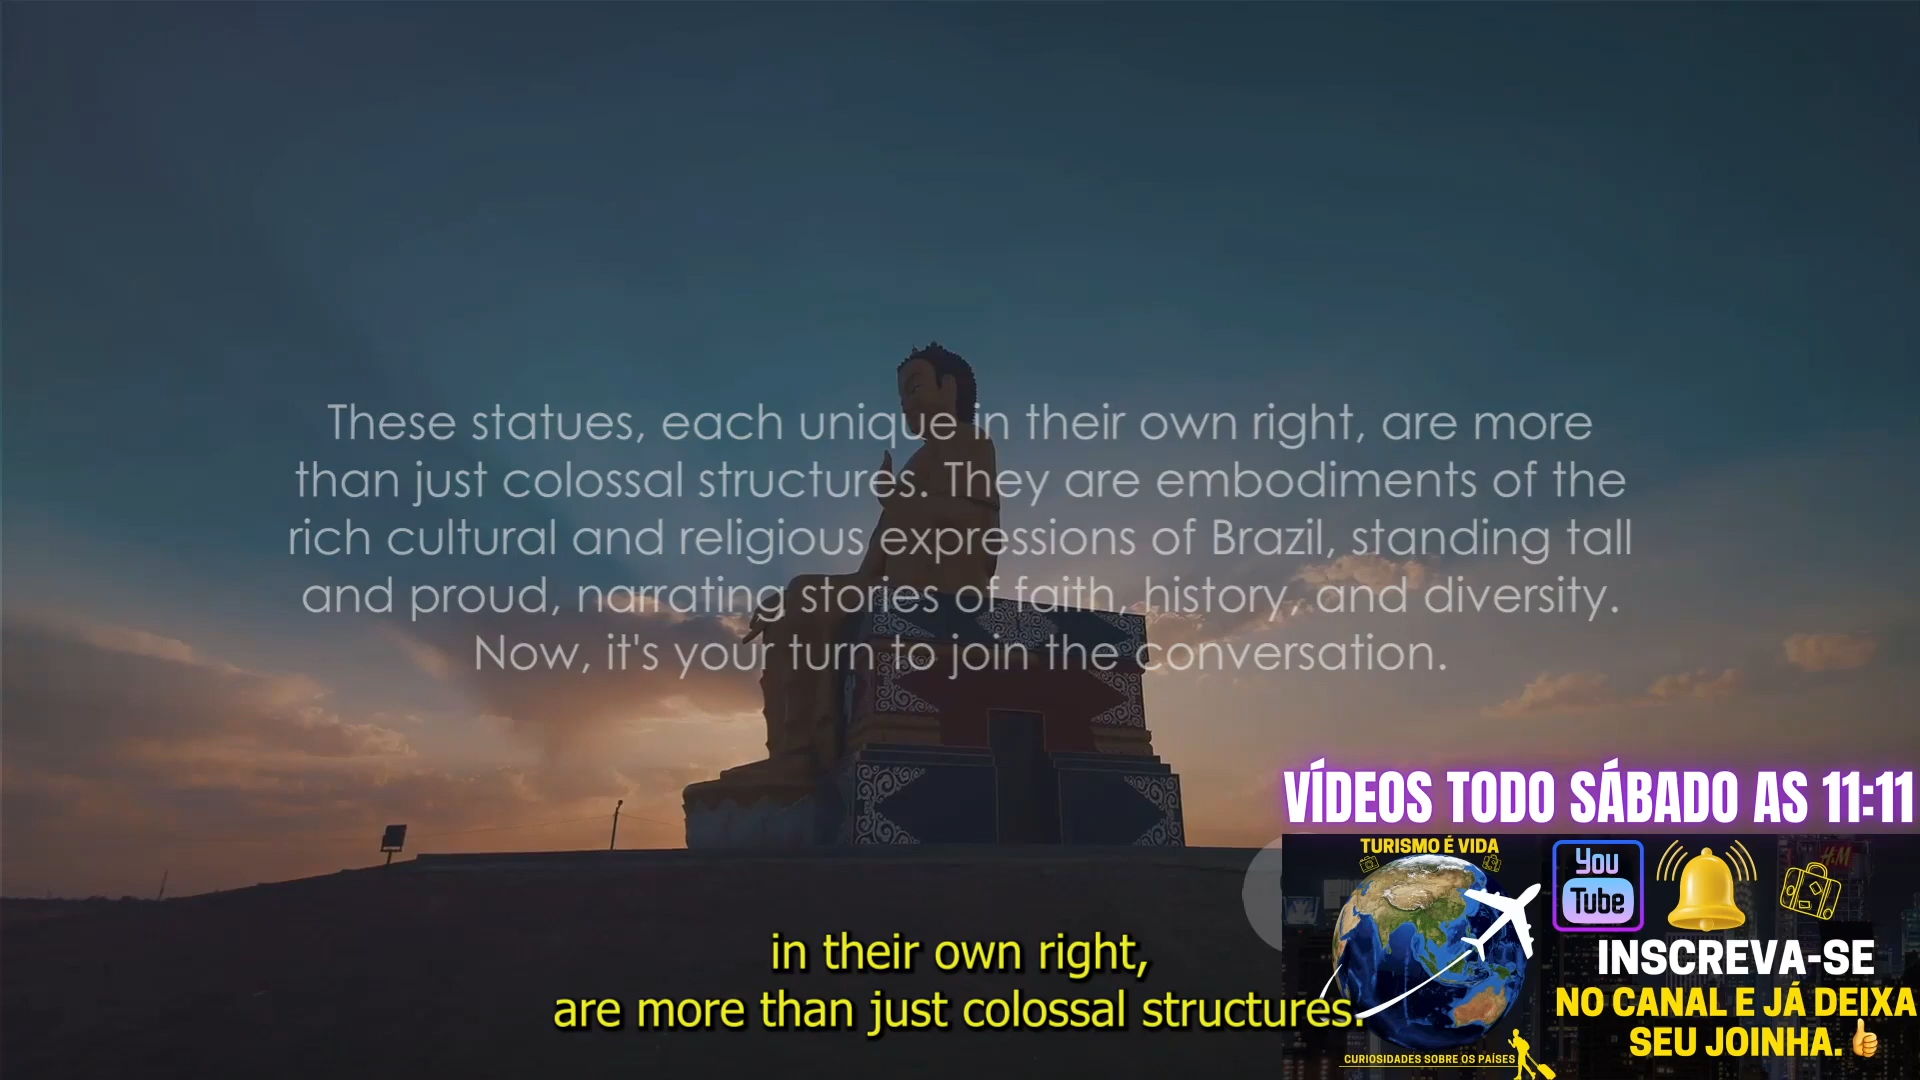 These statues, each unique in their own right, are more
than just colossal structures. They are embodiments of the
rich cultural and religious expressions of Brazil, standing tall
and proud, narrating stories of faith, history, and diversity.
Now, it's your turn to join the conversation.
VÍDEOS TODO SÁBADO AS 11:11
TURISMO É VIDA
You
Tube
H&M
INSCREVA-SE
NO CANAL E JÁ DEIXA
SEU JOINHA.
CURIOSIDADES SOBRE OS PAÍSES
in their own right,
are more than just colossal structures.